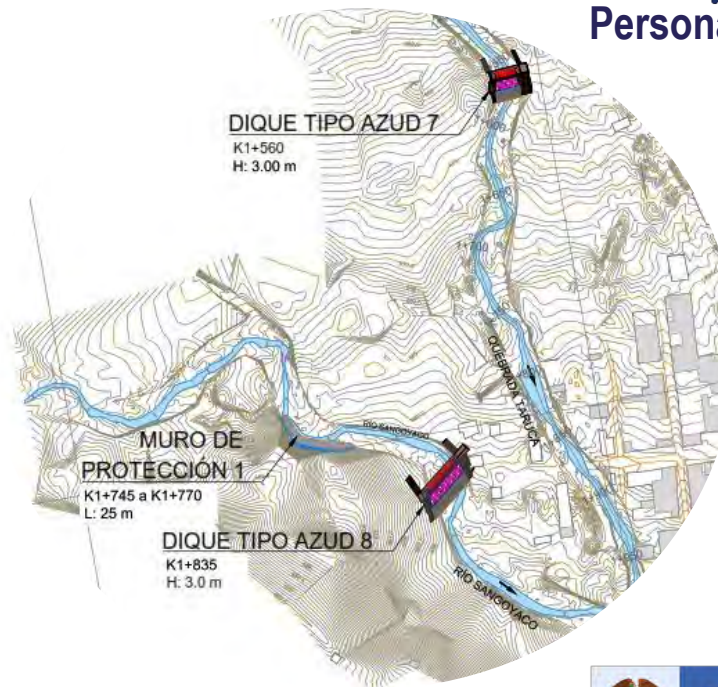 Persona
DIQUE TIPO AZUD 7
K1+560
H: 3.00 m
QUEBRADA TARUCA
RÍO SANGOYACO
MURO DE
PROTECCIÓN 1
K1+745 a K1+770
L: 25 m
DIQUE TIPO AZUD 8
K1+835
H: 3.0 m
RÍO SANGOYACO